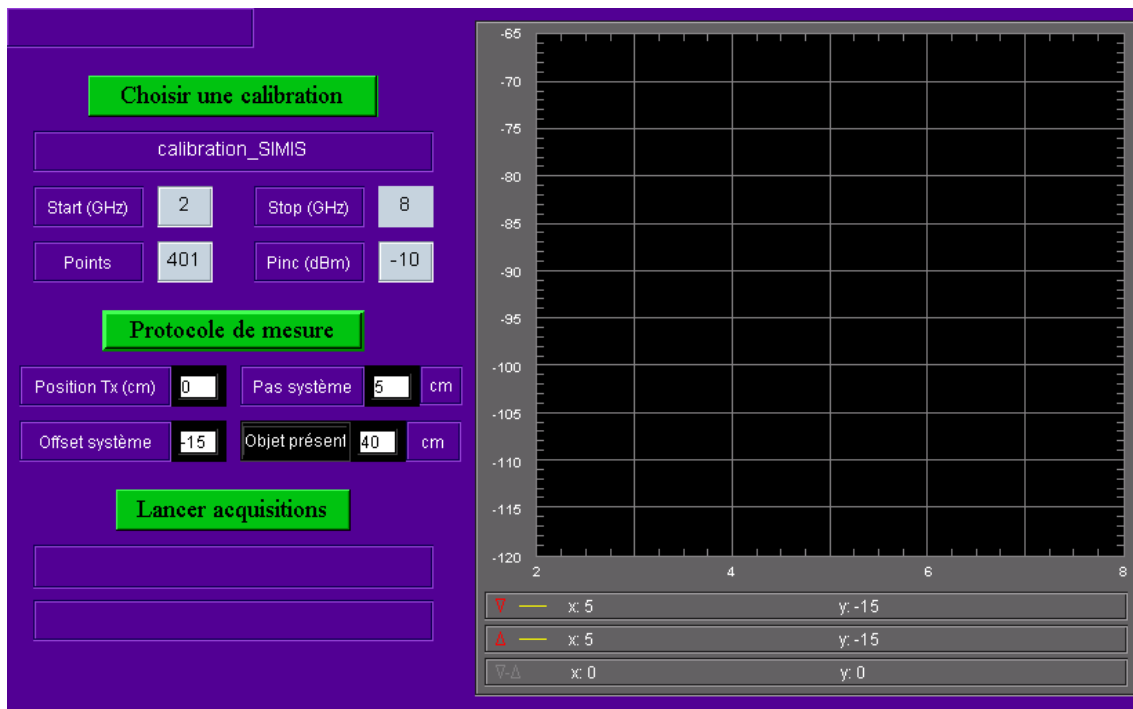 Choisir une calibration
calibration_SIMIS
Start (GHz) 2 Stop (GHz) 8
Points 401 Pinc (dBm) -10
Protocole de mesure
Position Tx (cm) 0 Pas système 5 cm
Offset système -15 Objet présent 40 cm
Lancer acquisitions
-65
-70
-75
-80
-85
-90
-95
-100
-105
-110
-115
-120
2 4 6 8
∇ x: 5 y: -15
Δ x: 5 y: -15
∇-Δ x: 0 y: 0